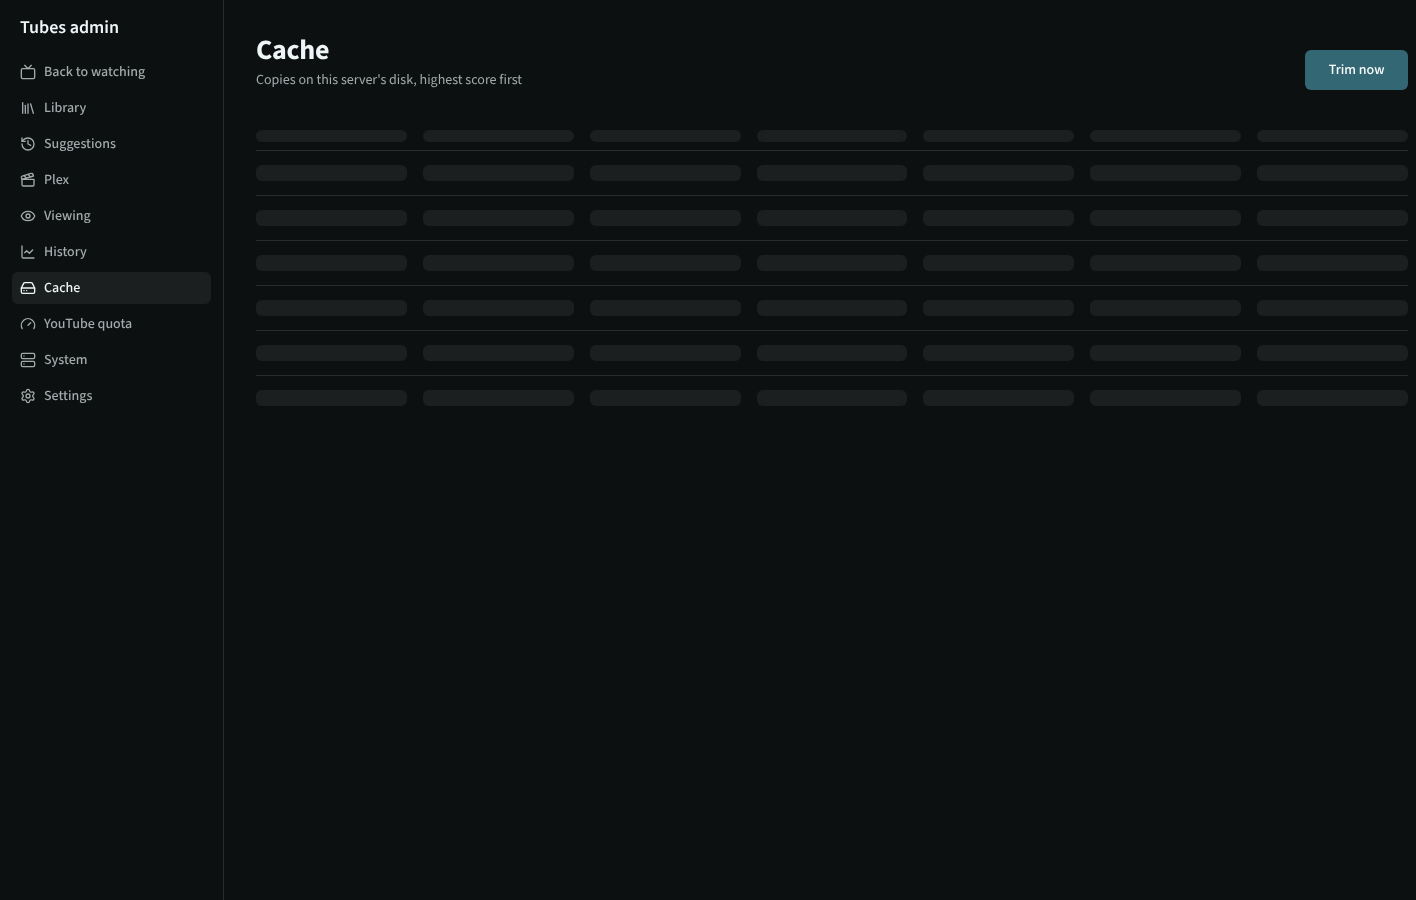 Tubes admin
Back to watching
Library
Suggestions
Plex
Viewing
History
Cache
YouTube quota
System
Settings
Cache
Copies on this server's disk, highest score first
Trim now